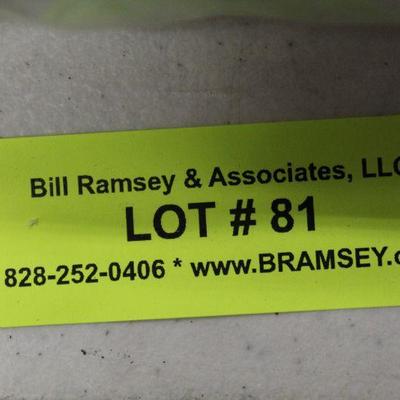 Bill Ramsey & Associates, LLC
LOT # 81
828-252-0406 * www.BRAMSEY.